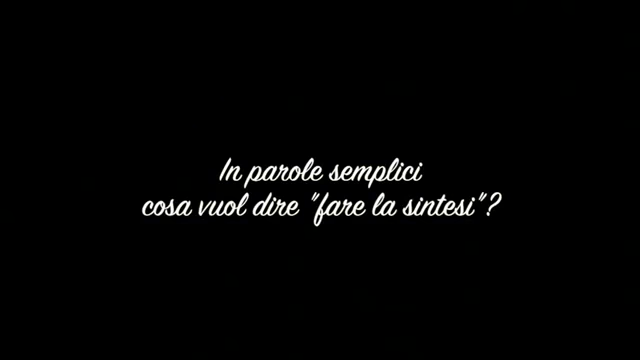 In parole semplici
cosa vuol dire "fare la sintesi"?